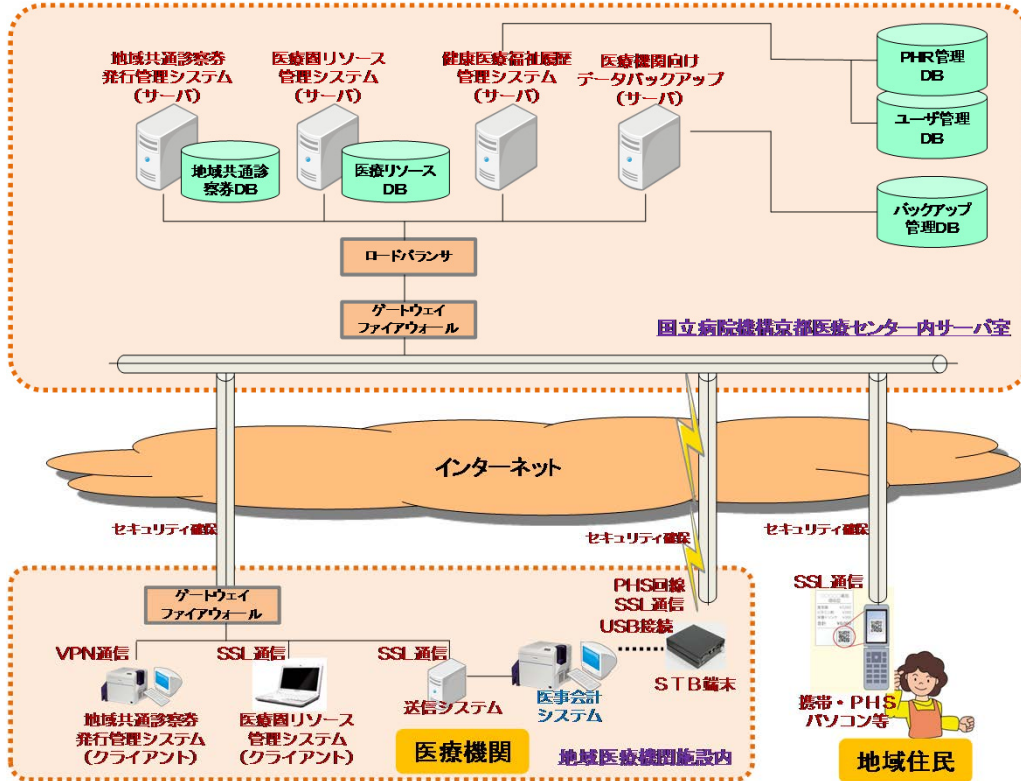 地域共通診察券
発行管理システム
(サーバ)
医療圏リソース
管理システム
(サーバ)
健康医療福祉履歴
管理システム
(サーバ)
医療機関向け
データバックアップ
(サーバ)
PHR管理
DB
ユーザ管理
DB
地域共通診
察券DB
医療リソース
DB
バックアップ
管理DB
ロードバランサ
ゲートウェイ
ファイアウォール
国立病院機構京都医療センター内サーバ室
インターネット
セキュリティ確保
セキュリティ確保
セキュリティ確保
ゲートウェイ
ファイアウォール
PHS回線
SSL通信
USB接続
SSL通信
VPN通信
SSL通信
SSL通信
地域共通診察券
発行管理システム
(クライアント)
医療圏リソース
管理システム
(クライアント)
送信システム
医事会計
システム
STB端末
携帯・PHS
パソコン等
医療機関
地域医療機関施設内
地域住民